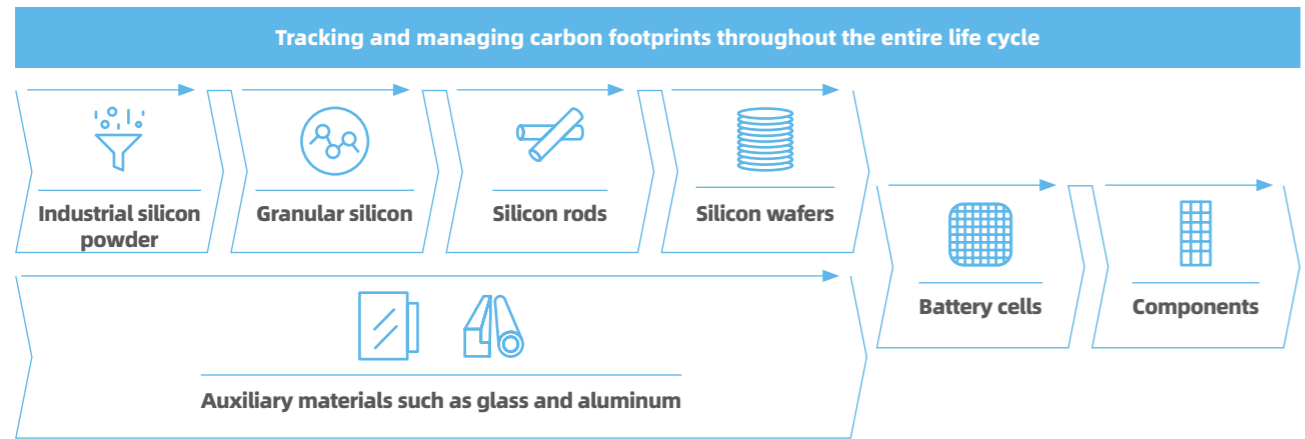 Tracking and managing carbon footprints throughout the entire life cycle
Industrial silicon
powder
Granular silicon
Silicon rods
Silicon wafers
Battery cells
Components
Auxiliary materials such as glass and aluminum